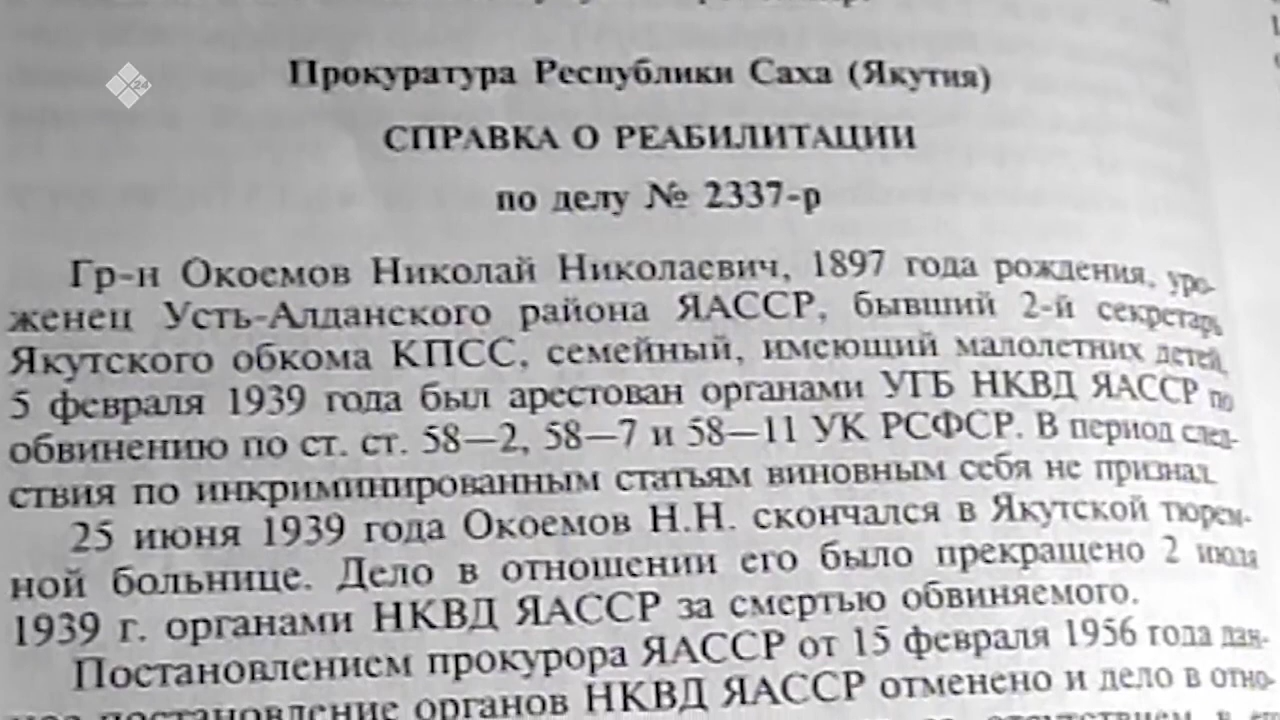 24
Прокуратура Республики Саха (Якутия)
СПРАВКА О РЕАБИЛИТАЦИИ
по делу № 2337-р
Гр-н Окоемов Николай Николаевич, 1897 года рождения, уро-
женец Усть-Алданского района ЯАССР, бывший 2-й секретарь
Якутского обкома КПСС, семейный, имеющий малолетних детей,
5 февраля 1939 года был арестован органами УГБ НКВД ЯАССР по
обвинению по ст. ст. 58—2, 58—7 и 58—11 УК РСФСР. В период след-
ствия по инкриминированным статьям виновным себя не признал.
25 июня 1939 года Окоемов Н.Н. скончался в Якутской тюрем-
ной больнице. Дело в отношении его было прекращено 2 июля
1939 г. органами НКВД ЯАССР за смертью обвиняемого.
Постановлением прокурора ЯАССР от 15 февраля 1956 года дан-
ное постановление органов НКВД ЯАССР отменено и дело в отно-
отсутствием в